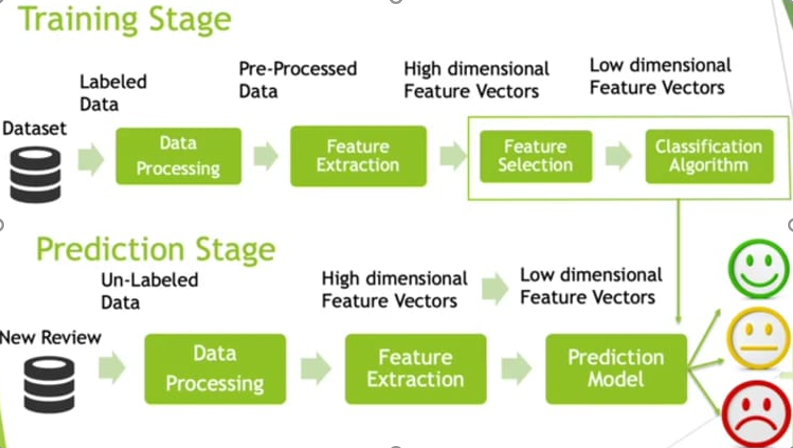 Training Stage
Labeled
Data
Pre-Processed
Data
High dimensional
Feature Vectors
Low dimensional
Feature Vectors
Dataset
Data
Processing
Feature
Extraction
Feature
Selection
Classification
Algorithm
Prediction Stage
Un-Labeled
Data
High dimensional
Feature Vectors
Low dimensional
Feature Vectors
New Review
Data
Processing
Feature
Extraction
Prediction
Model